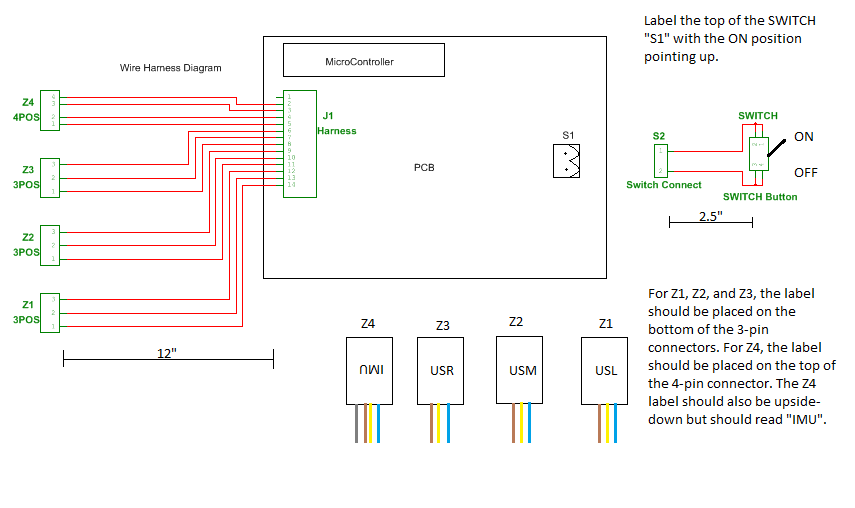 Label the top of the SWITCH
"S1" with the ON position
pointing up.
Wire Harness Diagram
MicroController
Z4
4POS
4
3
2
1
J1
Harness
1
2
3
4
5
6
7
8
9
10
11
12
13
14
Z3
3POS
3
2
1
Z2
3POS
3
2
1
Z1
3POS
3
2
1
PCB
S1
SWITCH
S2
1
2
ON
OFF
Switch Connect
SWITCH Button
2.5"
12"
For Z1, Z2, and Z3, the label
should be placed on the
bottom of the 3-pin
connectors. For Z4, the label
should be placed on the top of
the 4-pin connector. The Z4
label should also be upside-
down but should read "IMU".
Z4
Z3
Z2
Z1
IMU
USR
USM
USL